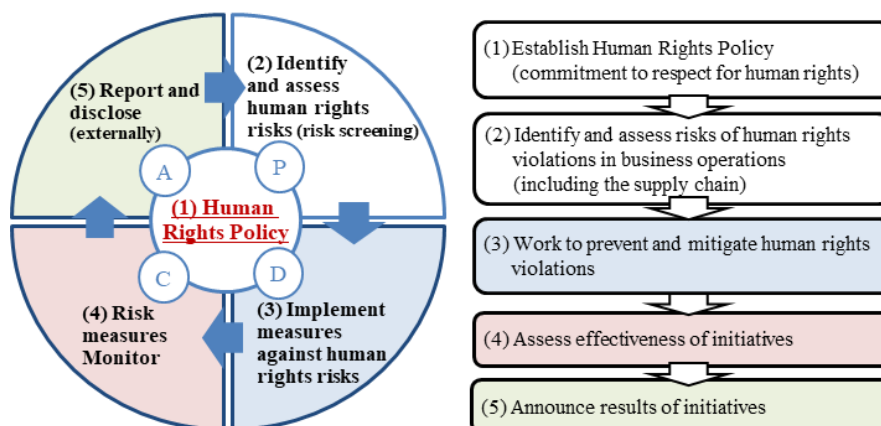 (5) Report and
disclose
(externally)
(2) Identify
and assess
human rights
risks (risk screening)
A
P
(1) Human
Rights Policy
C
D
(4) Risk
measures
Monitor
(3) Implement
measures
against human
rights risks
(1) Establish Human Rights Policy
(commitment to respect for human rights)
(2) Identify and assess risks of human rights
violations in business operations
(including the supply chain)
(3) Work to prevent and mitigate human rights
violations
(4) Assess effectiveness of initiatives
(5) Announce results of initiatives